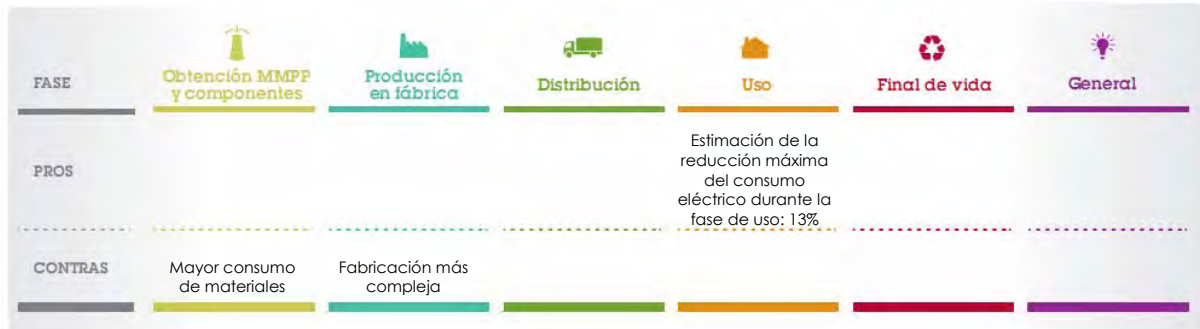 FASE
Obtención MMPP
y componentes
Producción
en fábrica
Distribución
Uso
Final de vida
General
PROS
Estimación de la
reducción máxima
del consumo
eléctrico durante la
fase de uso: 13%
CONTRAS
Mayor consumo
de materiales
Fabricación más
compleja